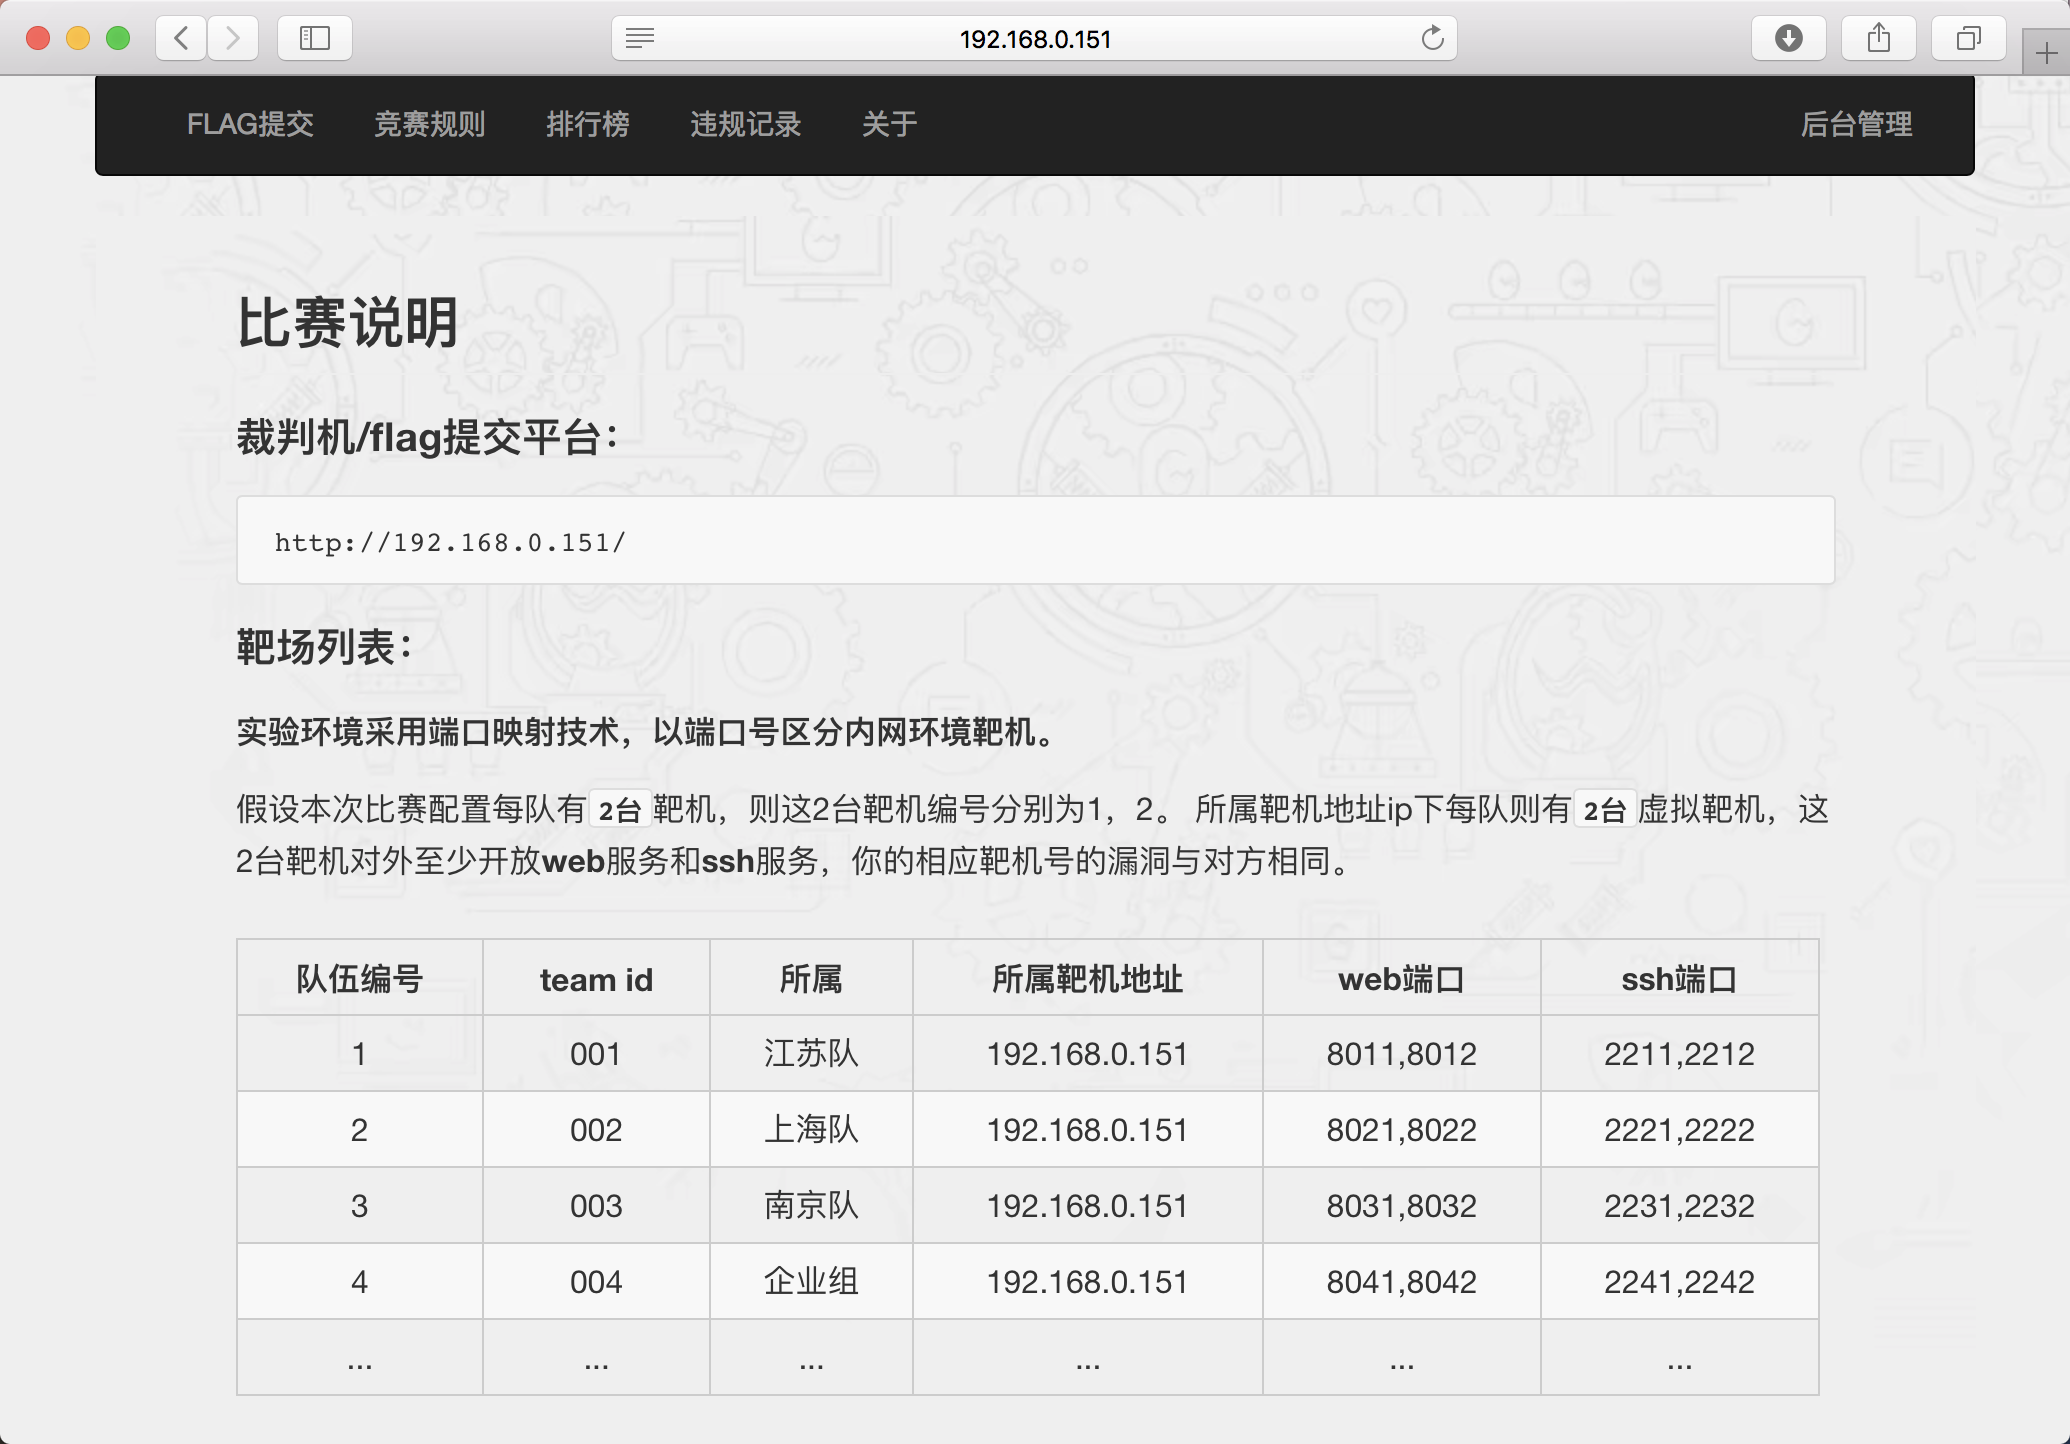 192.168.0.151
FLAG提交 竞赛规则 排行榜 违规记录 关于 后台管理
比赛说明
裁判机/flag提交平台：
http://192.168.0.151/
靶场列表：
实验环境采用端口映射技术，以端口号区分内网环境靶机。
假设本次比赛配置每队有2台靶机，则这2台靶机编号分别为1，2。 所属靶机地址ip下每队则有2台虚拟靶机，这
2台靶机对外至少开放web服务和ssh服务，你的相应靶机号的漏洞与对方相同。
队伍编号 team id 所属 所属靶机地址 web端口 ssh端口
1 001 江苏队 192.168.0.151 8011,8012 2211,2212
2 002 上海队 192.168.0.151 8021,8022 2221,2222
3 003 南京队 192.168.0.151 8031,8032 2231,2232
4 004 企业组 192.168.0.151 8041,8042 2241,2242
... ... ... ... ... ...